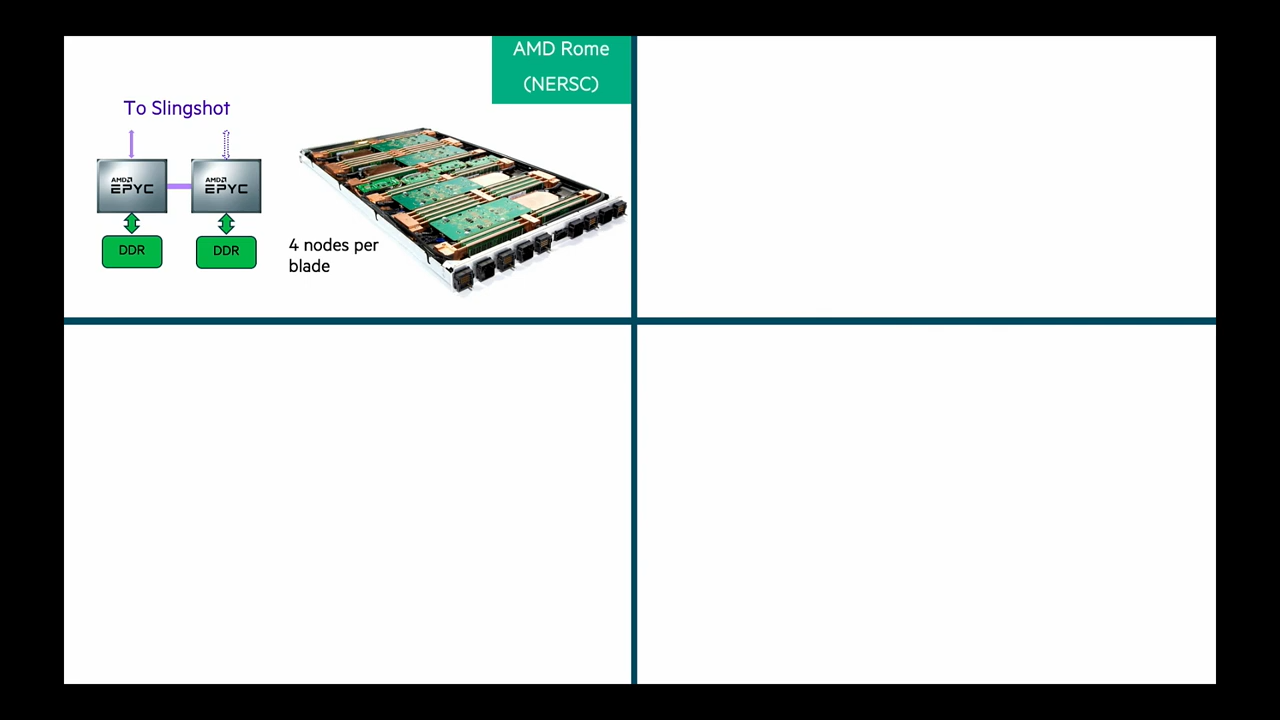 AMD Rome
(NERSC)
To Slingshot
AMD EPYC
AMD EPYC
DDR
DDR
4 nodes per
blade